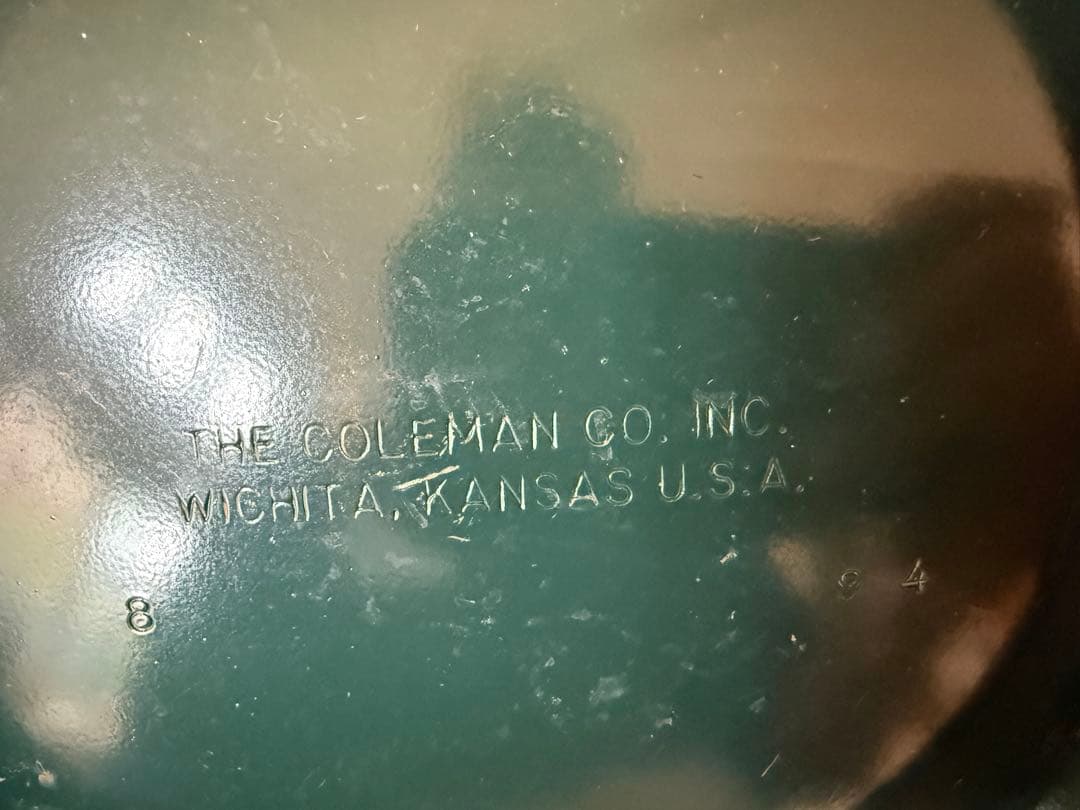 THE COLEMAN CO. INC.
WICHITA, KANSAS U.S.A.
8 9 4